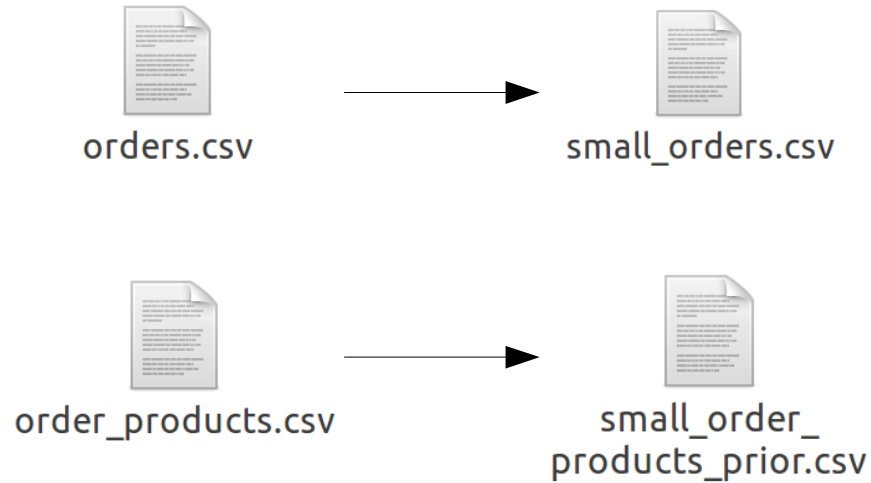 orders.csv
small_orders.csv
order_products.csv
small_order_
products_prior.csv